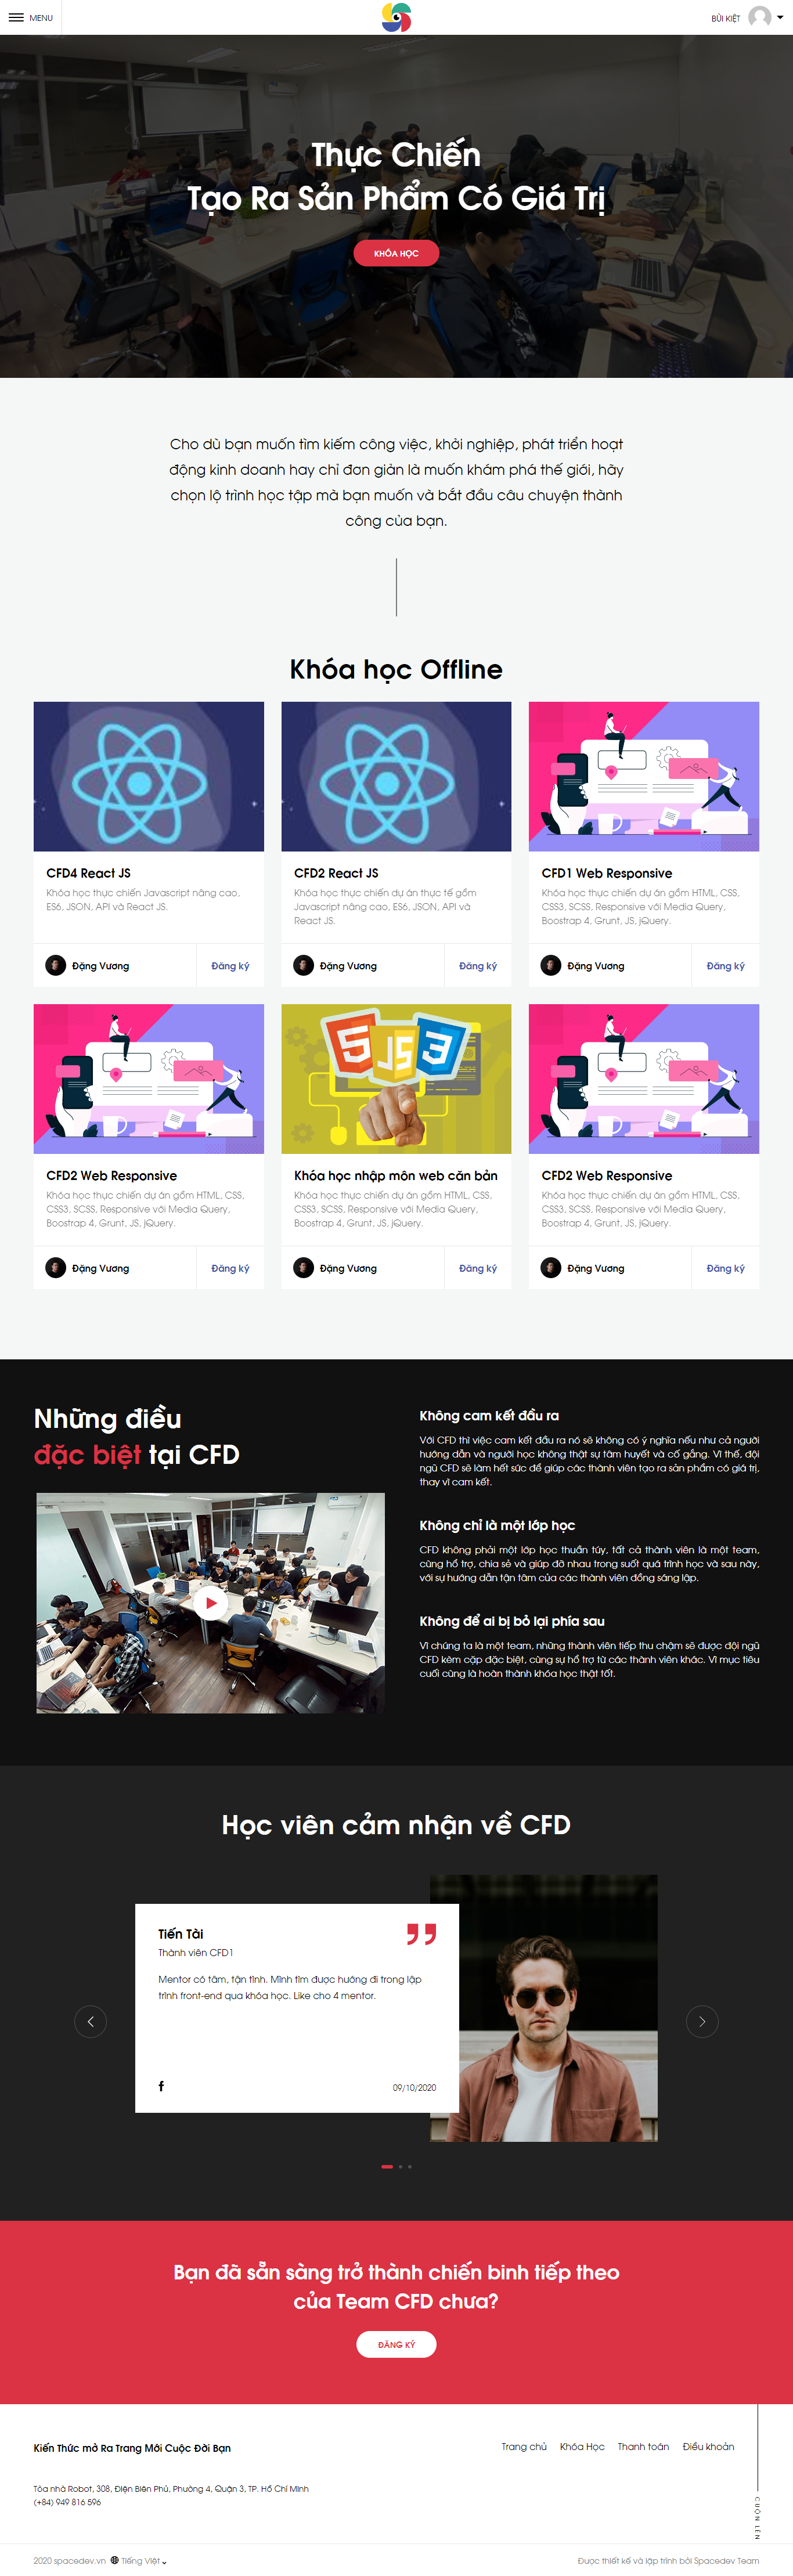 MENU
BÙI KIỆT
Thực Chiến
Tạo Ra Sản Phẩm Có Giá Trị
KHÓA HỌC
Cho dù bạn muốn tìm kiếm công việc, khởi nghiệp, phát triển hoạt
động kinh doanh hay chỉ đơn giản là muốn khám phá thế giới, hãy
chọn lộ trình học tập mà bạn muốn và bắt đầu câu chuyện thành
công của bạn.
Khóa học Offline
CFD4 React JS
Khóa học thực chiến Javascript nâng cao,
ES6, JSON, API và React JS.
Đặng Vương
Đăng ký
CFD2 React JS
Khóa học thực chiến dự án thực tế gồm
Javascript nâng cao, ES6, JSON, API và
React JS.
Đặng Vương
Đăng ký
CFD1 Web Responsive
Khóa học thực chiến dự án gồm HTML, CSS,
CSS3, SCSS, Responsive với Media Query,
Boostrap 4, Grunt, JS, jQuery.
Đặng Vương
Đăng ký
CFD2 Web Responsive
Khóa học thực chiến dự án gồm HTML, CSS,
CSS3, SCSS, Responsive với Media Query,
Boostrap 4, Grunt, JS, jQuery.
Đặng Vương
Đăng ký
5 JS 3
Khóa học nhập môn web căn bản
Khóa học thực chiến dự án gồm HTML, CSS,
CSS3, SCSS, Responsive với Media Query,
Boostrap 4, Grunt, JS, jQuery.
Đặng Vương
Đăng ký
CFD2 Web Responsive
Khóa học thực chiến dự án gồm HTML, CSS,
CSS3, SCSS, Responsive với Media Query,
Boostrap 4, Grunt, JS, jQuery.
Đặng Vương
Đăng ký
Những điều
đặc biệt tại CFD
Không cam kết đầu ra
Với CFD thì việc cam kết đầu ra nó sẽ không có ý nghĩa nếu như cả người
hướng dẫn và người học không thật sự tâm huyết và cố gắng. Vì thế, đội
ngũ CFD sẽ làm hết sức để giúp các thành viên tạo ra sản phẩm có giá trị,
thay vì cam kết.
Không chỉ là một lớp học
CFD không phải một lớp học thuần túy, tất cả thành viên là một team,
cùng hổ trợ, chia sẻ và giúp đỡ nhau trong suốt quá trình học và sau này,
với sự hướng dẫn tận tâm của các thành viên đồng sáng lập.
Không để ai bị bỏ lại phía sau
Vì chúng ta là một team, những thành viên tiếp thu chậm sẽ được đội ngũ
CFD kèm cặp đặc biệt, cùng sự hổ trợ từ các thành viên khác. Vì mục tiêu
cuối cùng là hoàn thành khóa học thật tốt.
Học viên cảm nhận về CFD
Tiến Tài
Thành viên CFD1
Mentor có tâm, tận tình. Mình tìm được hướng đi trong lập
trình front-end qua khóa học. Like cho 4 mentor.
09/10/2020
Bạn đã sẵn sàng trở thành chiến binh tiếp theo
của Team CFD chưa?
ĐĂNG KÝ
Kiến Thức mở Ra Trang Mới Cuộc Đời Bạn
Trang chủ
Khóa Học
Thanh toán
Điều khoản
Tòa nhà Robot, 308, Điện Biên Phủ, Phường 4, Quận 3, TP. Hồ Chí Minh
(+84) 949 816 596
CUỘN LÊN
2020 spacedev.vn
Tiếng Việt
Được thiết kế và lập trình bởi Spacedev Team